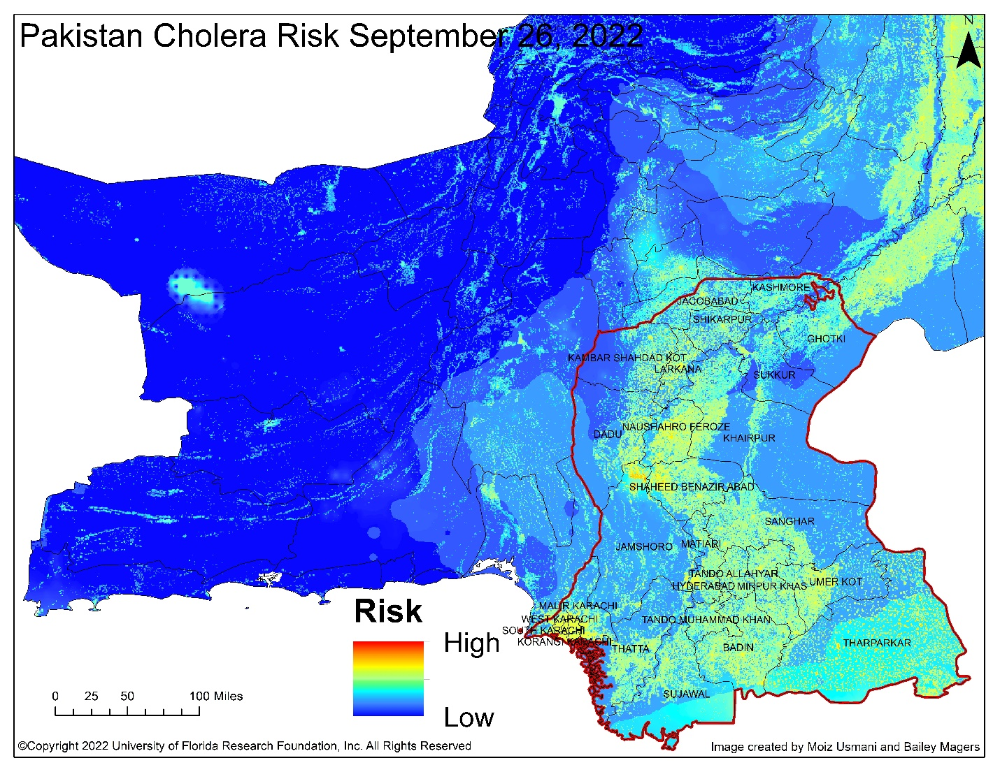 Pakistan Cholera Risk September 26, 2022
N
KASHMORE
JACOBABAD
SHIKARPUR
GHOTKI
KAMBAR SHAHDAD KOT
LARKANA
SUKKUR
NAUSHAHRO FEROZE
DADU
KHAIRPUR
SHAHEED BENAZIR ABAD
SANGHAR
MATIARI
JAMSHORO
TANDO ALLAHYAR
UMER KOT
HYDERABAD MIRPUR KHAS
MALIR KARACHI
WEST KARACHI
TANDO MUHAMMAD KHAN
SOUTH KARACHI
KORANGI KARACHI
THATTA
BADIN
THARPARKAR
SUJAWAL
Risk
High
Low
0 25 50 100 Miles
©Copyright 2022 University of Florida Research Foundation, Inc. All Rights Reserved
Image created by Moiz Usmani and Bailey Magers